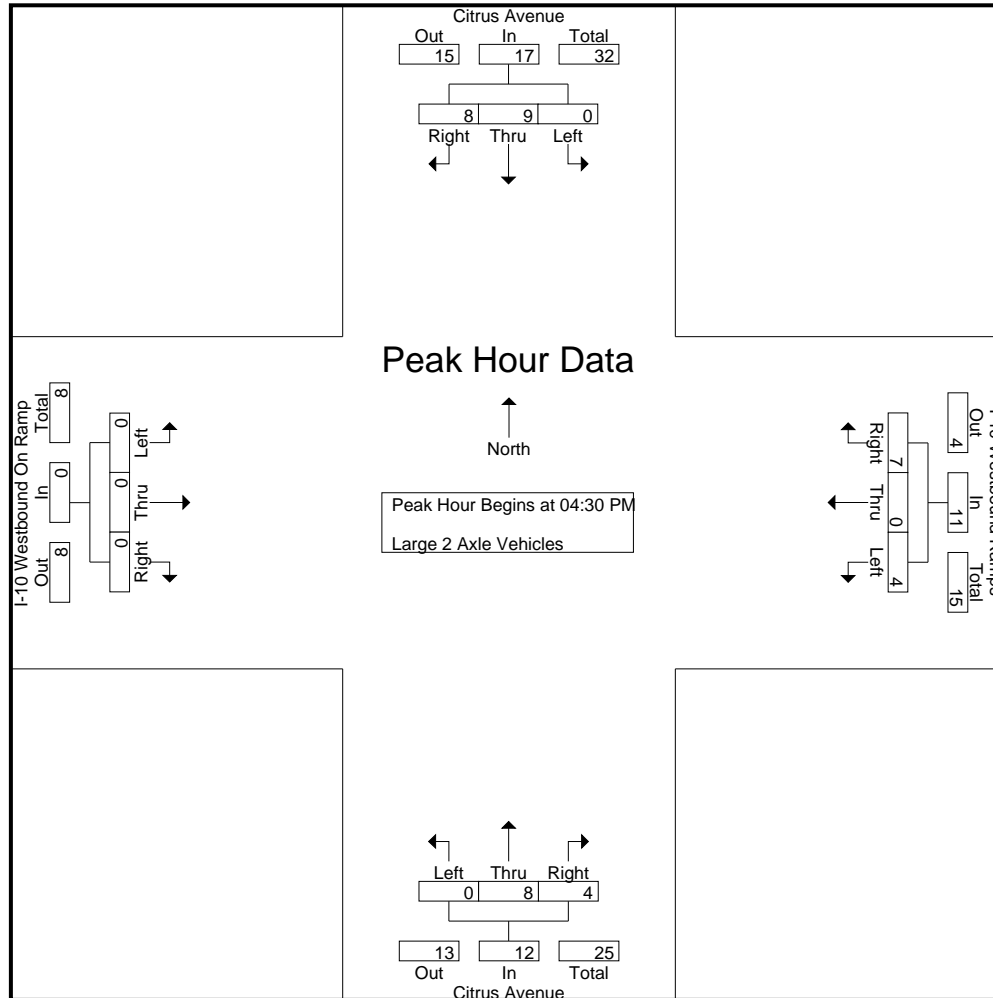 Citrus Avenue
Out In Total
15 17 32
8 9 0
Right Thru Left
Peak Hour Data
North
Peak Hour Begins at 04:30 PM
Large 2 Axle Vehicles
I-10 Westbound On Ramp
Total In Out
8 0 8
0 0 0
Left Thru Right
Right Thru Left
7 0 4
4 11 15
Out In Total
Westbound
Left Thru Right
0 8 4
13 12 25
Out In Total
Citrus Avenue